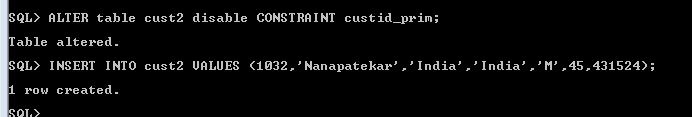 SQL> ALTER table cust2 disable CONSTRAINT custid_prim;
Table altered.
SQL> INSERT INTO cust2 VALUES (1032,'Nanapatekar','India','India','M',45,431524);
1 row created.
SQL>